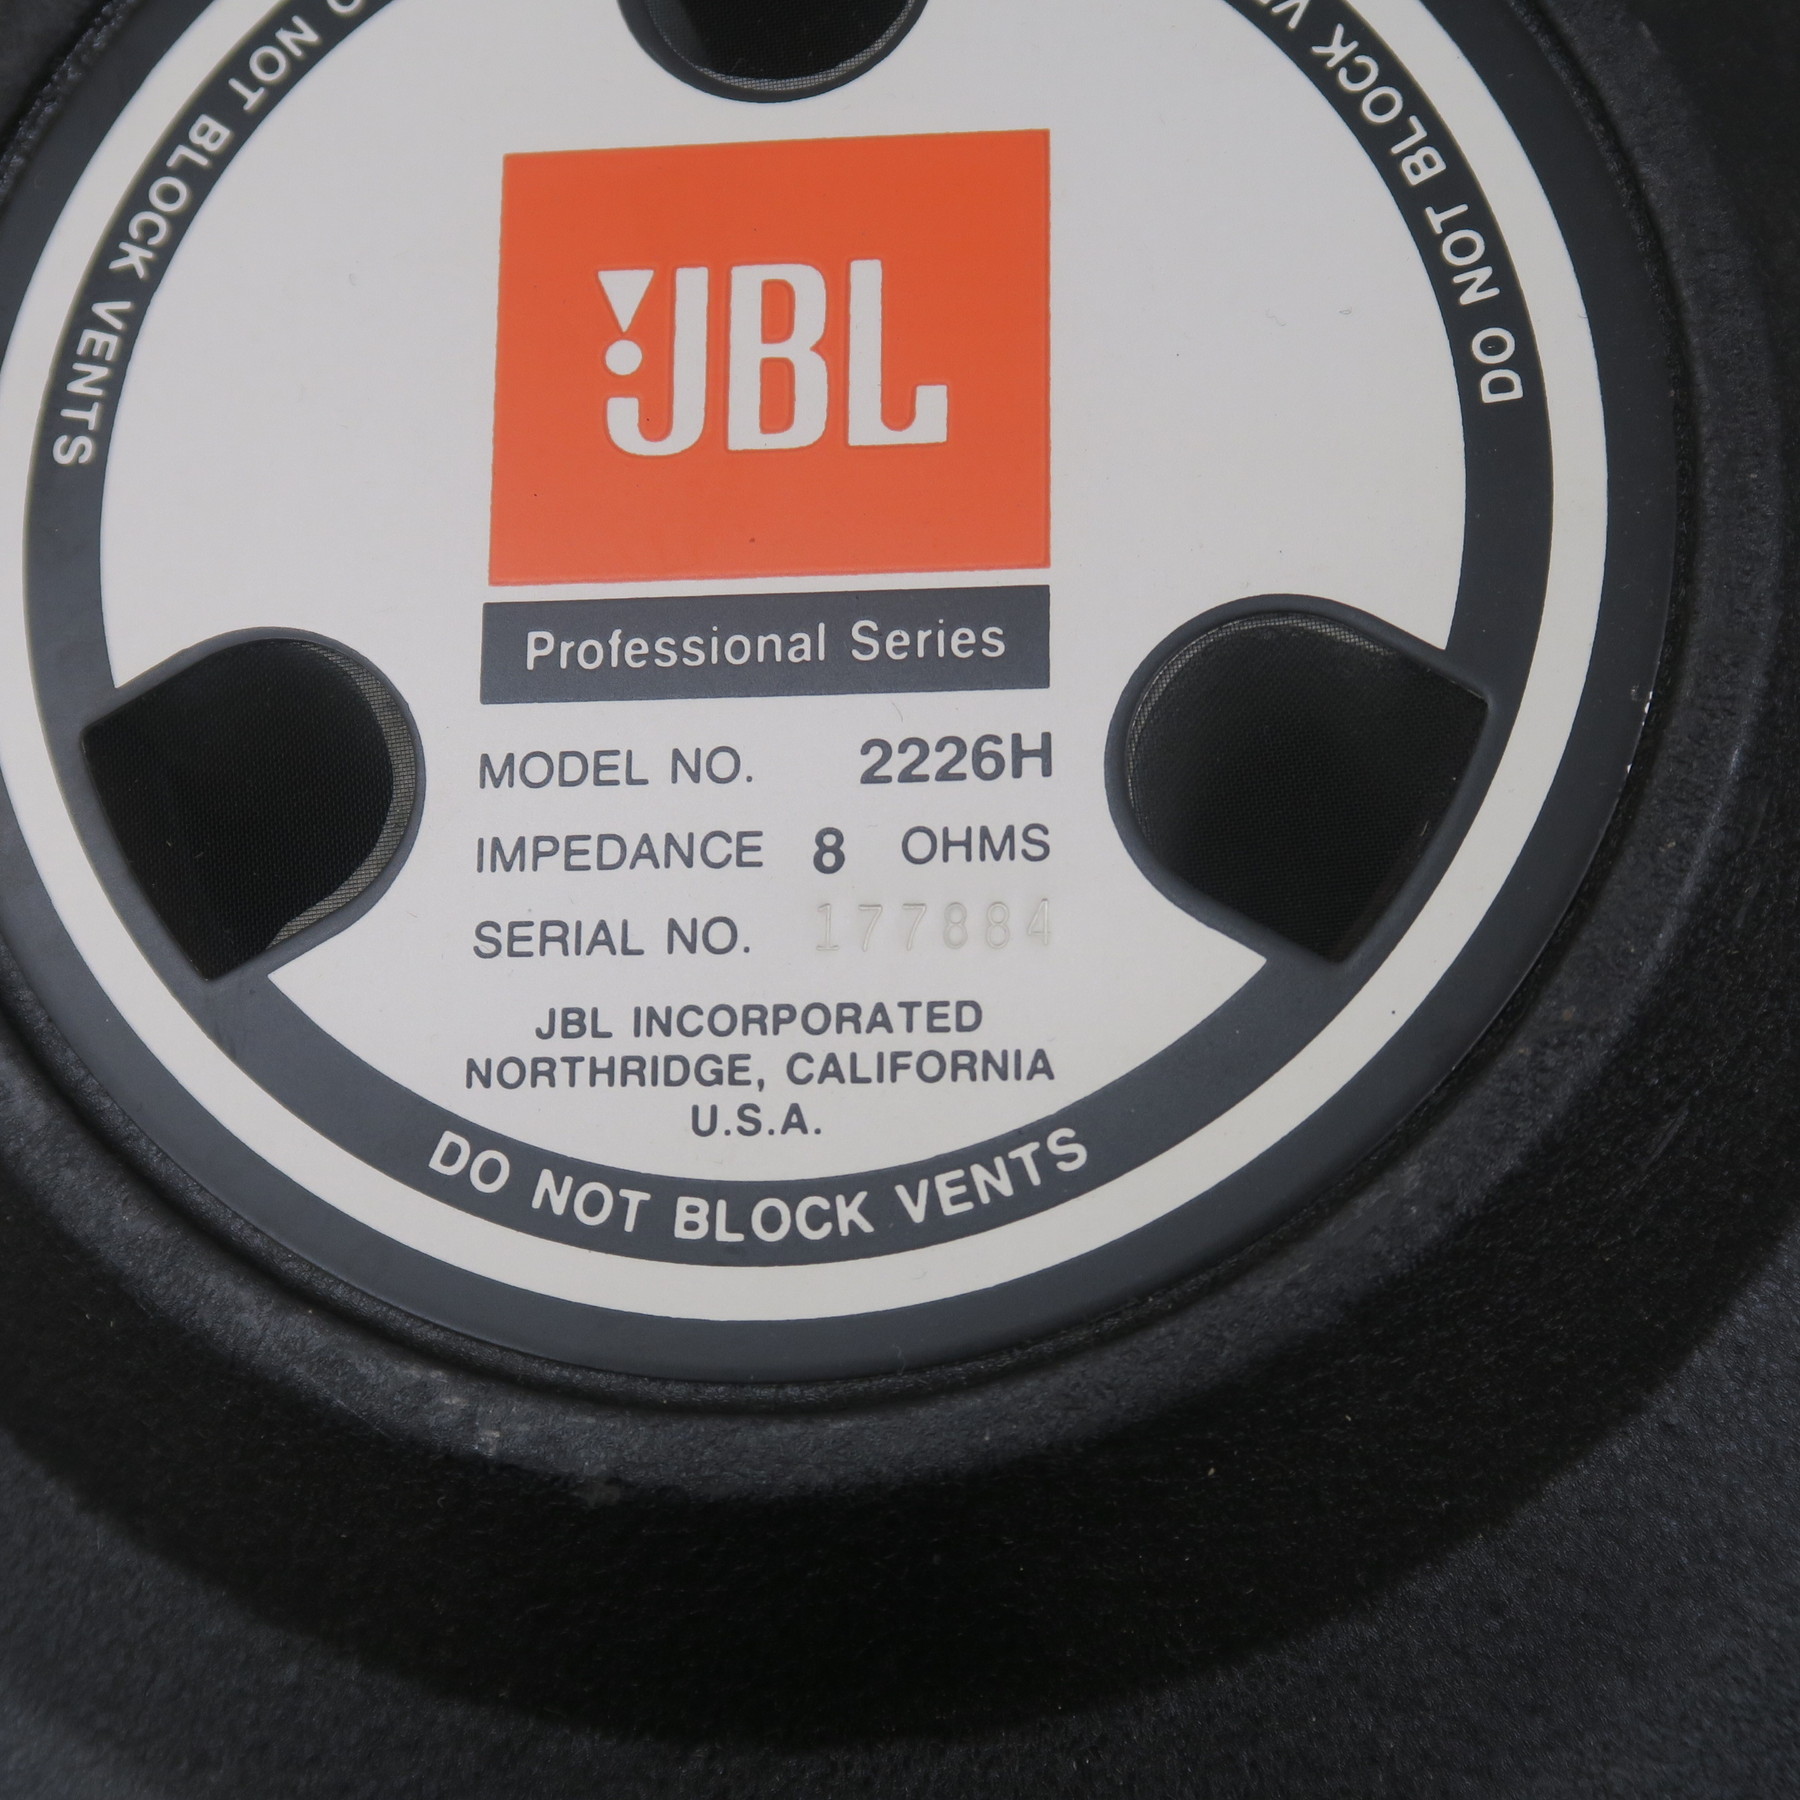 DO NOT BLOCK VENTS
DO NOT BLOCK
JBL
Professional Series
MODEL NO. 2226H
IMPEDANCE 8 OHMS
SERIAL NO. 177884
JBL INCORPORATED
NORTHRIDGE, CALIFORNIA
U.S.A.
DO NOT BLOCK VENTS